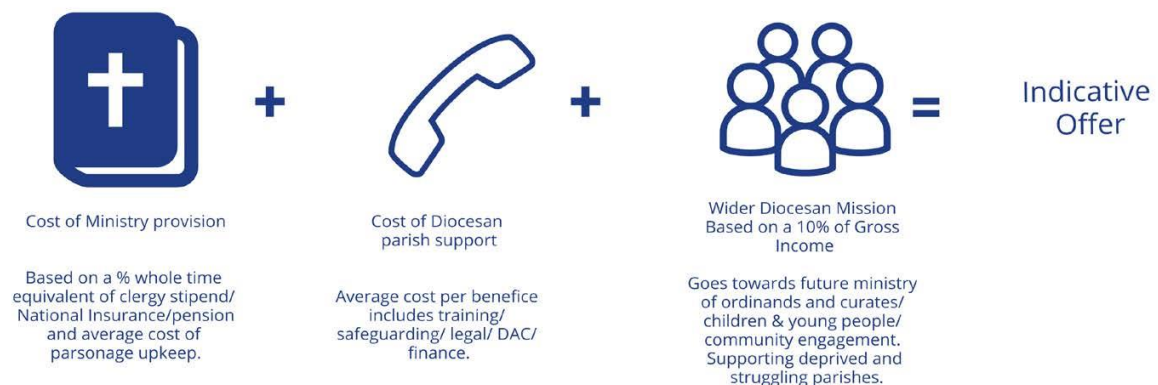 +
+
=
Indicative
Offer
Cost of Ministry provision
Based on a % whole time
equivalent of clergy stipend/
National Insurance/pension
and average cost of
parsonage upkeep.
Cost of Diocesan
parish support
Average cost per benefice
includes training/
safeguarding/ legal/ DAC/
finance.
Wider Diocesan Mission
Based on a 10% of Gross
Income
Goes towards future ministry
of ordinands and curates/
children & young people/
community engagement.
Supporting deprived and
struggling parishes.